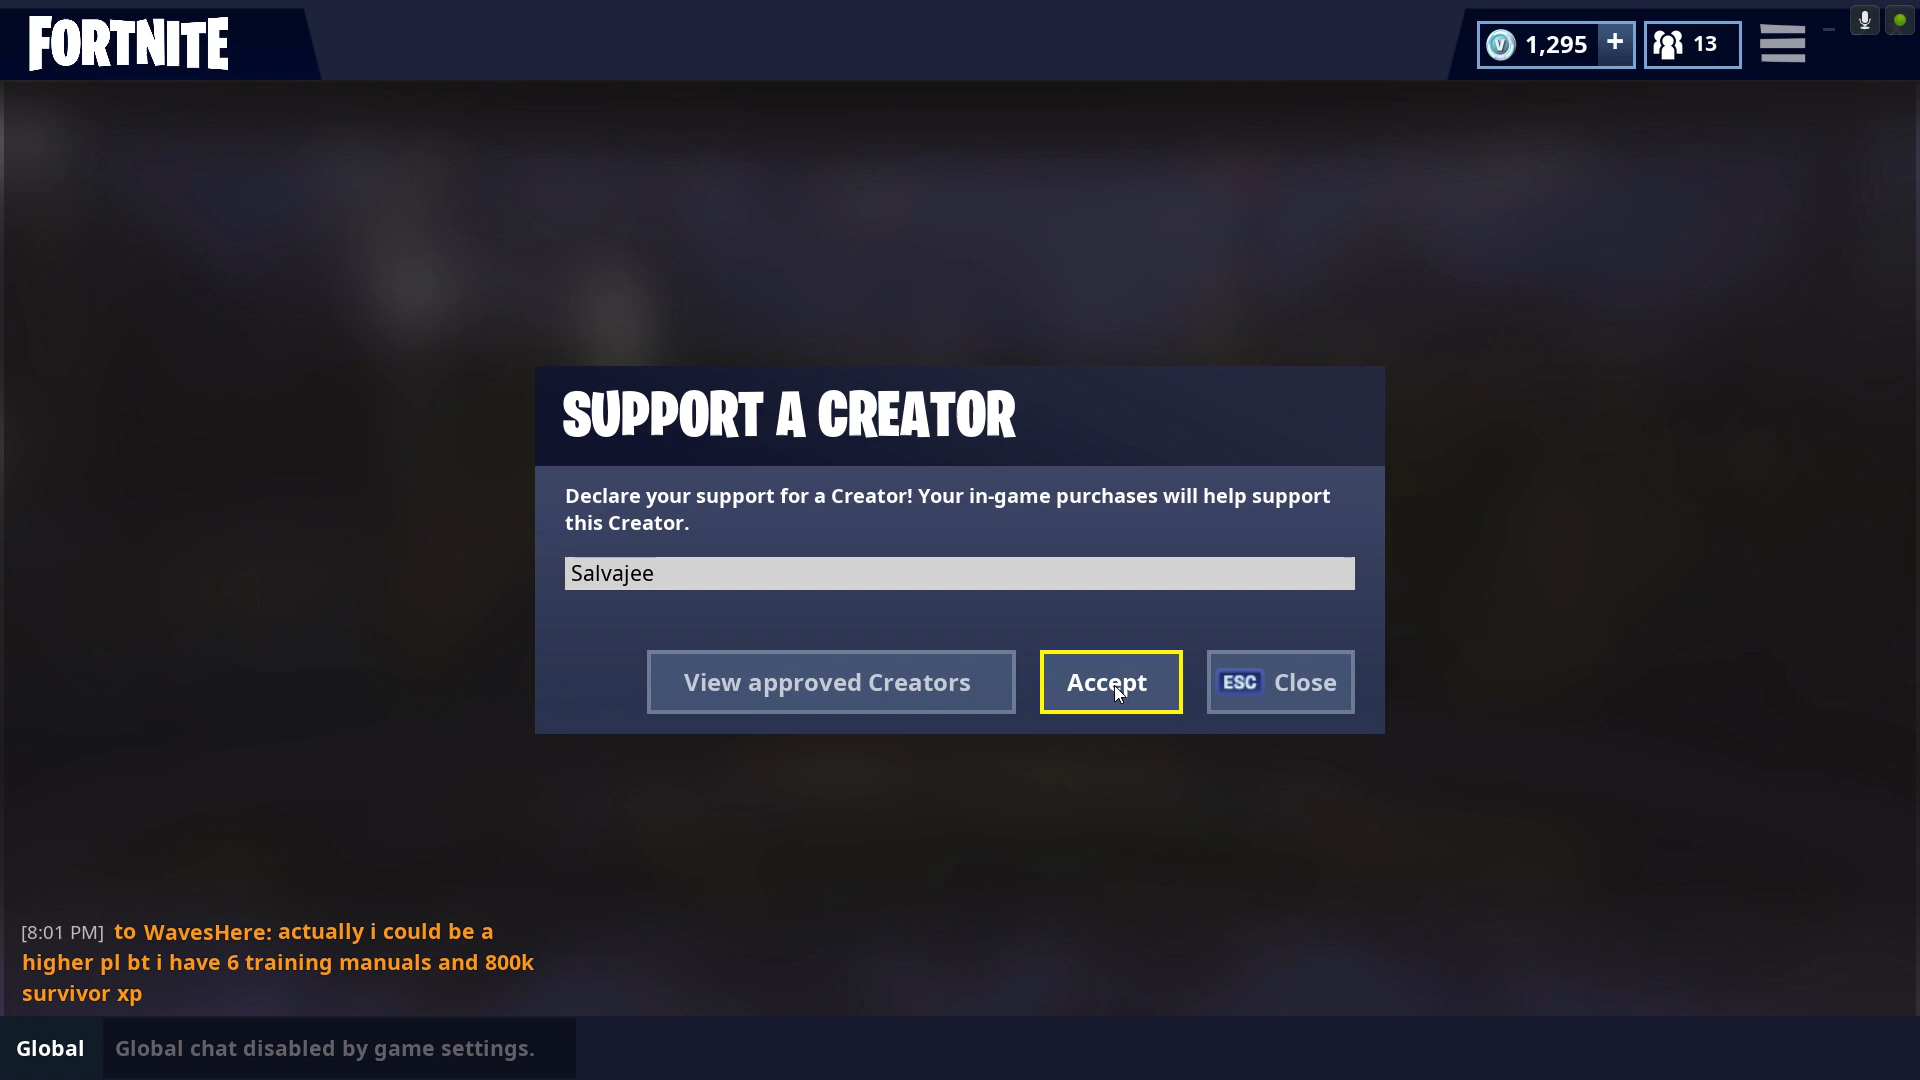 FORTNITE
1,295 +
13
SUPPORT A CREATOR
Declare your support for a Creator! Your in-game purchases will help support
this Creator.
Salvajee
View approved Creators
Accept
ESC Close
[8:01 PM] to WavesHere: actually i could be a
higher pl bt i have 6 training manuals and 800k
survivor xp
Global
Global chat disabled by game settings.